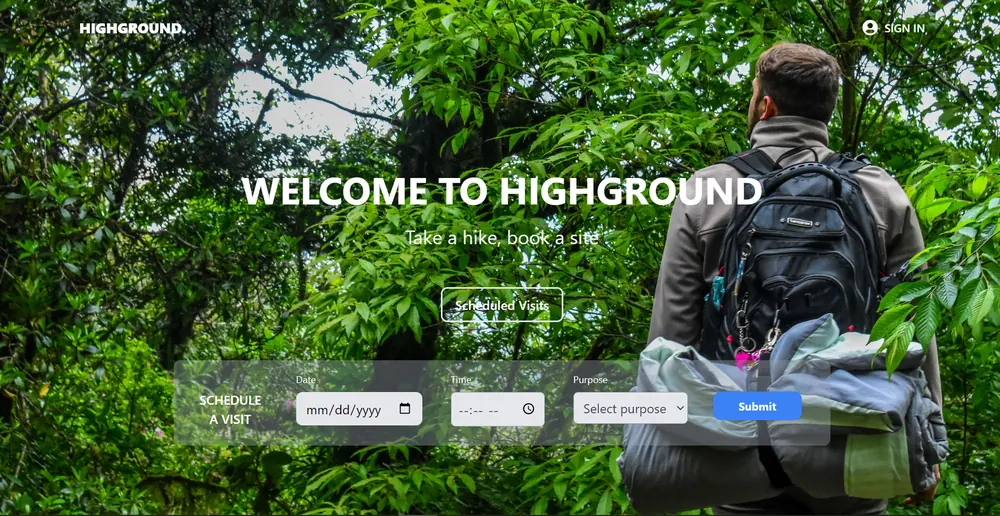 HIGHGROUND.
SIGN IN
WELCOME TO HIGHGROUND
Take a hike, book a site
Scheduled Visits
SCHEDULE
A VISIT
Date
mm/dd/yyyy
Time
--:-- --
Purpose
Select purpose
Submit